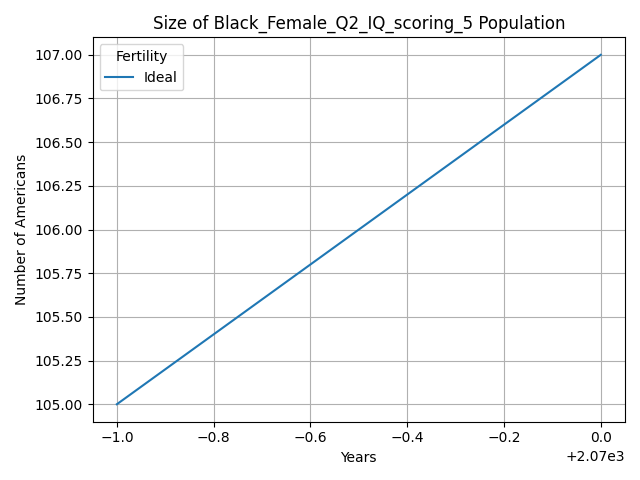 Size of Black_Female_Q2_IQ_scoring_5 Population
107.00
106.75
106.50
106.25
106.00
105.75
105.50
105.25
105.00
Number of Americans
Fertility
Ideal
−1.0 −0.8 −0.6 −0.4 −0.2 0.0
Years
+2.07e3